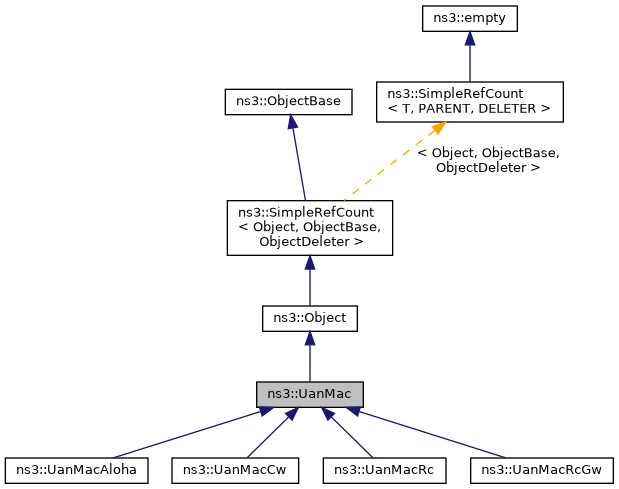 ns3::empty
ns3::SimpleRefCount
< T, PARENT, DELETER >
ns3::ObjectBase
< Object, ObjectBase,
ObjectDeleter >
ns3::SimpleRefCount
< Object, ObjectBase,
ObjectDeleter >
ns3::Object
ns3::UanMac
ns3::UanMacAloha
ns3::UanMacCw
ns3::UanMacRc
ns3::UanMacRcGw